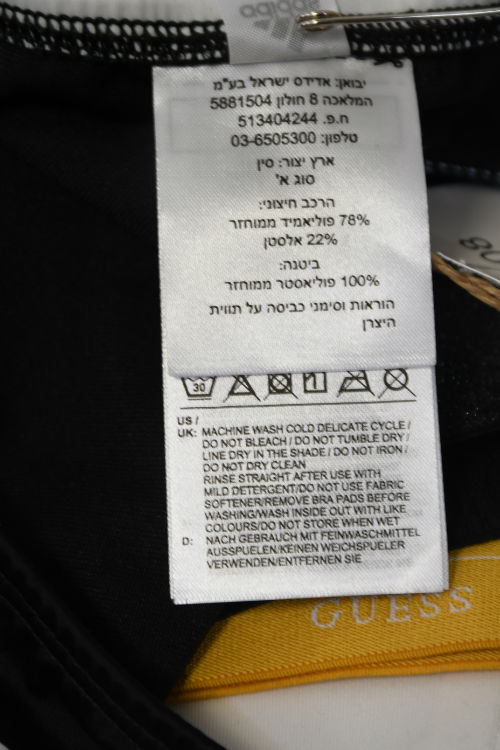 adidas
יבואן: אדידס ישראל בע"מ
המלאכה 8 חולון 5881504
ח.פ. 513404244
טלפון: 03-6505300
ארץ יצור: סין
סוג א'
הרכב חיצוני:
78% פוליאמיד ממוחזר
22% אלסטן
ביטנה:
100% פוליאסטר ממוחזר
הוראות וסימני כביסה על תווית
היצרן
30
US /
UK: MACHINE WASH COLD DELICATE CYCLE /
DO NOT BLEACH / DO NOT TUMBLE DRY /
LINE DRY IN THE SHADE / DO NOT IRON /
DO NOT DRY CLEAN
RINSE STRAIGHT AFTER USE WITH
MILD DETERGENT/DO NOT USE FABRIC
SOFTENER/REMOVE BRA PADS BEFORE
WASHING/WASH INSIDE OUT WITH LIKE
COLOURS/DO NOT STORE WHEN WET
D: NACH GEBRAUCH MIT FEINWASCHMITTEL
AUSSPUELEN/KEINEN WEICHSPUELER
VERWENDEN/ENTFERNEN SIE
GUESS